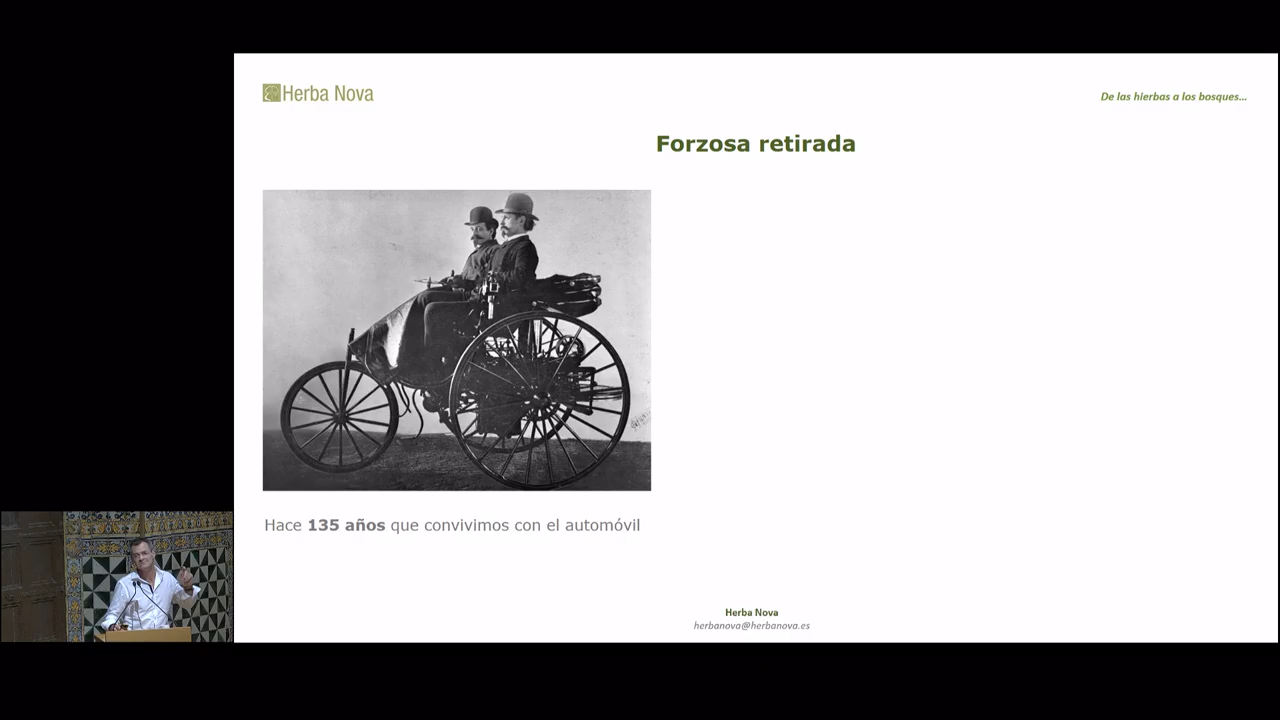 Herba Nova
De las hierbas a los bosques...
Forzosa retirada
Hace 135 años que convivimos con el automóvil
Herba Nova
herbanova@herbanova.es